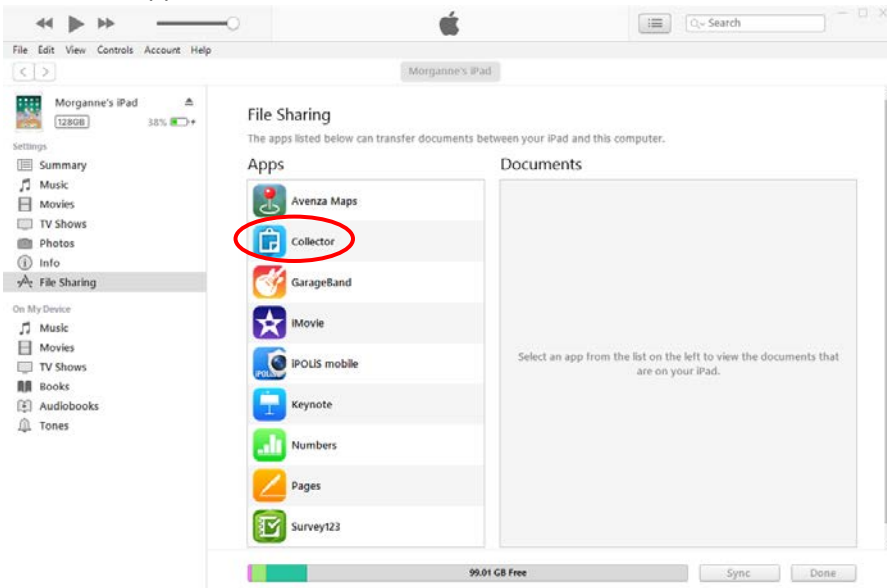 Search
File Edit View Controls Account Help
Morganne's iPad
Morganne's iPad
128GB 38%
Settings
Summary
Music
Movies
TV Shows
Photos
Info
File Sharing
On My Device
Music
Movies
TV Shows
Books
Audiobooks
Tones
File Sharing
The apps listed below can transfer documents between your iPad and this computer.
Apps
Documents
Avenza Maps
Collector
GarageBand
iMovie
iPOLiS mobile
Keynote
Numbers
Pages
Survey123
Select an app from the list on the left to view the documents that
are on your iPad.
99.01 GB Free
Sync
Done